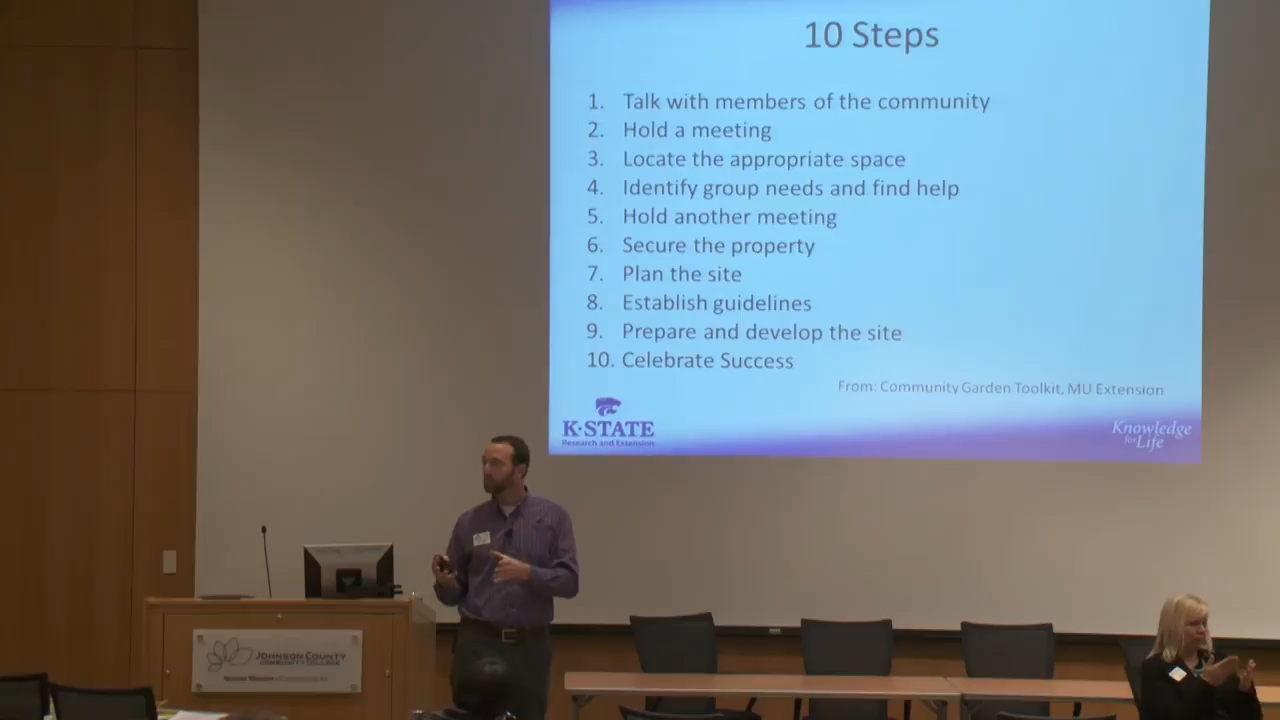 10 Steps
1. Talk with members of the community
2. Hold a meeting
3. Locate the appropriate space
4. Identify group needs and find help
5. Hold another meeting
6. Secure the property
7. Plan the site
8. Establish guidelines
9. Prepare and develop the site
10. Celebrate Success
From: Community Garden Toolkit, MU Extension
K-STATE
Research and Extension
Knowledge
for Life
JOHNSON COUNTY
COMMUNITY COLLEGE